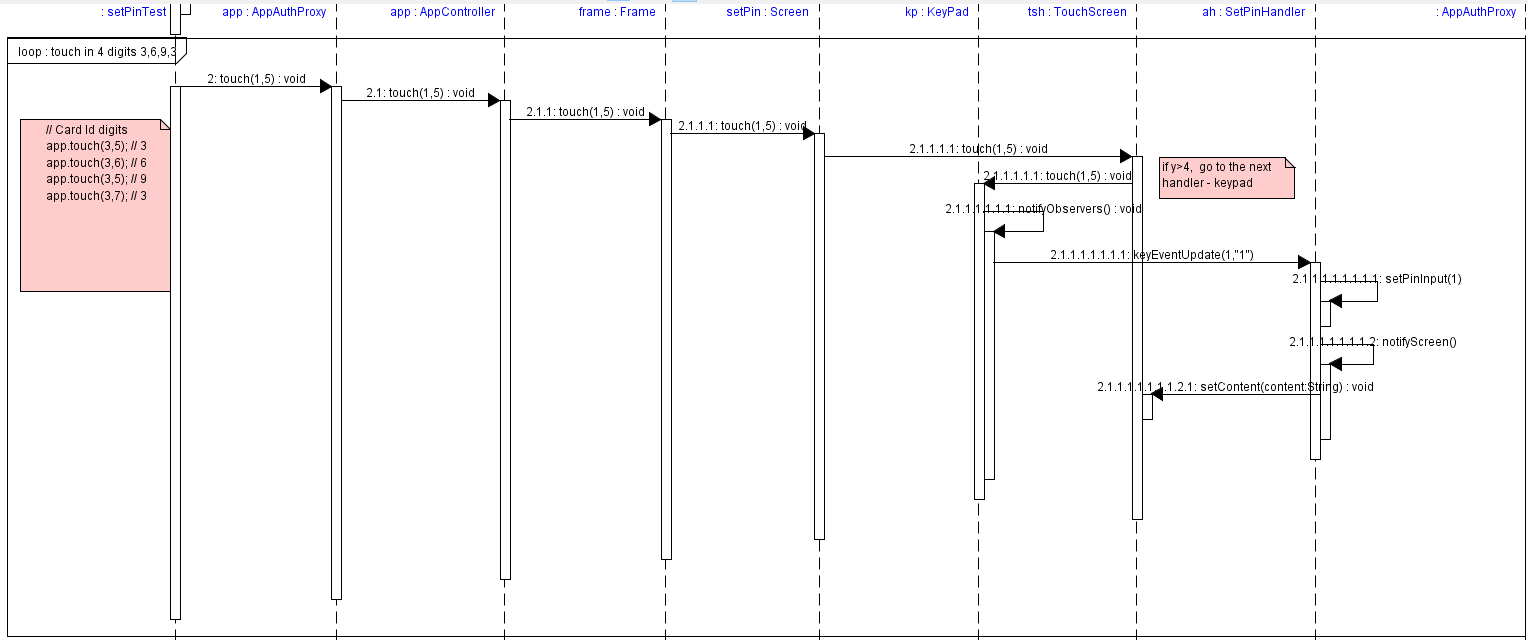 : setPinTest
app : AppAuthProxy
app : AppController
frame : Frame
setPin : Screen
kp : KeyPad
tsh : TouchScreen
ah : SetPinHandler
: AppAuthProxy
loop : touch in 4 digits 3,6,9,3
2: touch(1,5) : void
2.1: touch(1,5) : void
2.1.1: touch(1,5) : void
2.1.1.1: touch(1,5) : void
// Card Id digits
app.touch(3,5); // 3
app.touch(3,6); // 6
app.touch(3,5); // 9
app.touch(3,7); // 3
2.1.1.1.1: touch(1,5) : void
if y>4, go to the next
handler - keypad
2.1.1.1.1.1: touch(1,5) : void
2.1.1.1.1.1.1: notifyObservers() : void
2.1.1.1.1.1.1.1: keyEventUpdate(1,"1")
2.1.1.1.1.1.1.1.1: setPinInput(1)
2.1.1.1.1.1.1.1.2: notifyScreen()
2.1.1.1.1.1.1.1.2.1: setContent(content:String) : void